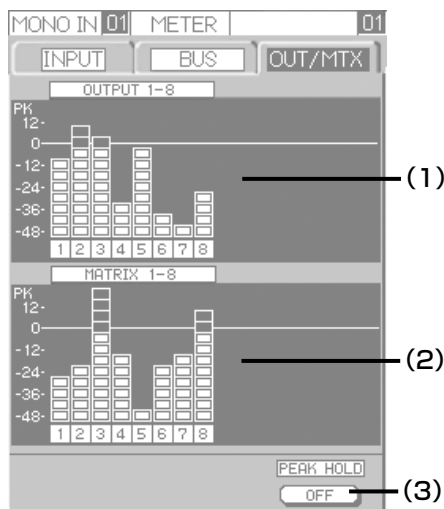 MONO IN 01 METER 01
INPUT BUS OUT/MTX
OUTPUT 1-8
PK
12-
0-
-12-
-24-
-36-
-48-
1 2 3 4 5 6 7 8
(1)
MATRIX 1-8
PK
12-
0-
-12-
-24-
-36-
-48-
1 2 3 4 5 6 7 8
(2)
PEAK HOLD
OFF
(3)